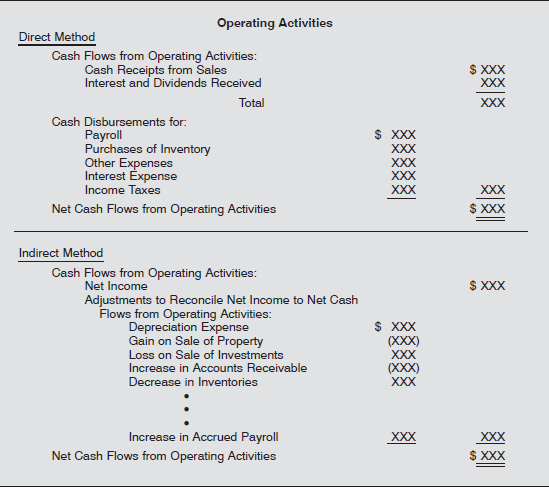 Operating Activities
Direct Method
Cash Flows from Operating Activities:
Cash Receipts from Sales $ XXX
Interest and Dividends Received XXX
Total XXX
Cash Disbursements for:
Payroll $ XXX
Purchases of Inventory XXX
Other Expenses XXX
Interest Expense XXX
Income Taxes XXX XXX
Net Cash Flows from Operating Activities $ XXX
Indirect Method
Cash Flows from Operating Activities:
Net Income $ XXX
Adjustments to Reconcile Net Income to Net Cash
Flows from Operating Activities:
Depreciation Expense $ XXX
Gain on Sale of Property (XXX)
Loss on Sale of Investments XXX
Increase in Accounts Receivable (XXX)
Decrease in Inventories XXX
•
•
•
Increase in Accrued Payroll XXX XXX
Net Cash Flows from Operating Activities $ XXX